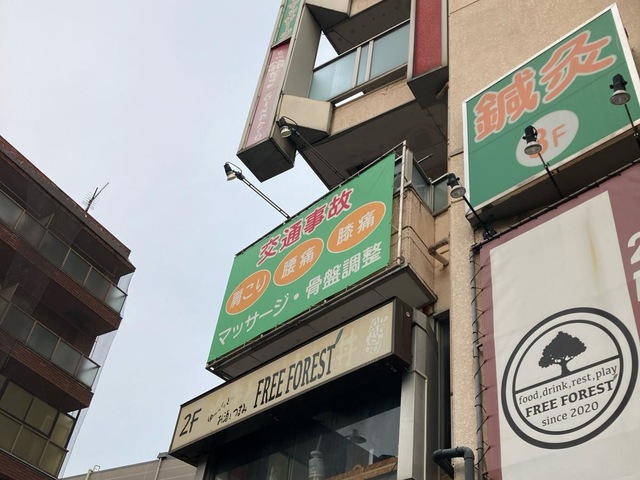 鍼灸
3F
交通事故
肩こり 腰痛 膝痛
マッサージ・骨盤調整
2F
FREE FOREST
food,drink,rest,play
FREE FOREST
since 2020